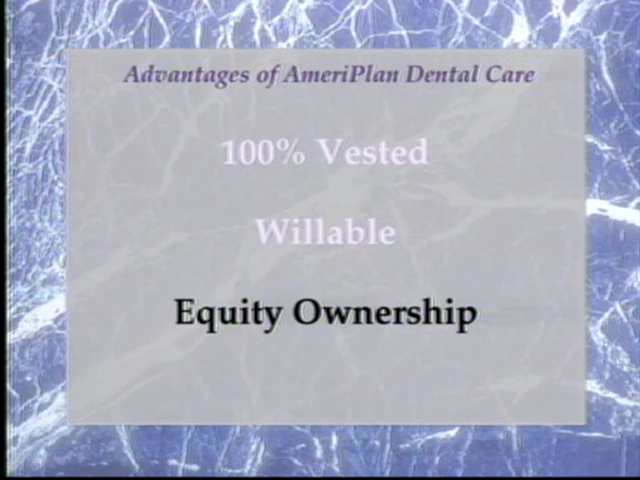 Advantages of AmeriPlan Dental Care
100% Vested
Willable
Equity Ownership